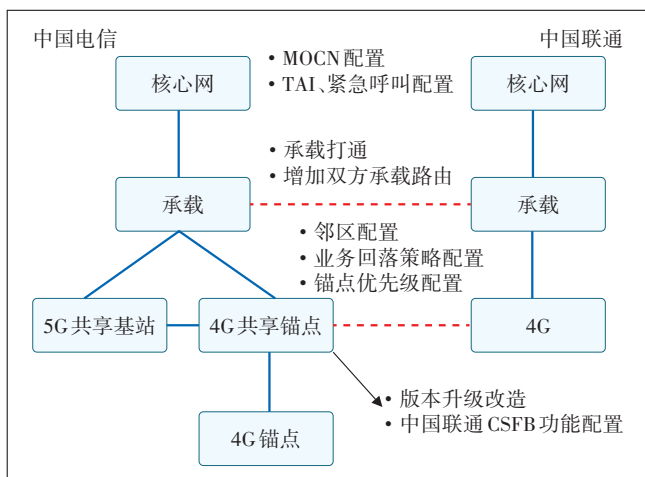 中国电信
中国联通
• MOCN配置
• TAI、紧急呼叫配置
核心网
核心网
• 承载打通
• 增加双方承载路由
承载
承载
• 邻区配置
• 业务回落策略配置
• 锚点优先级配置
5G共享基站
4G共享锚点
4G
• 版本升级改造
• 中国联通CSFB功能配置
4G锚点